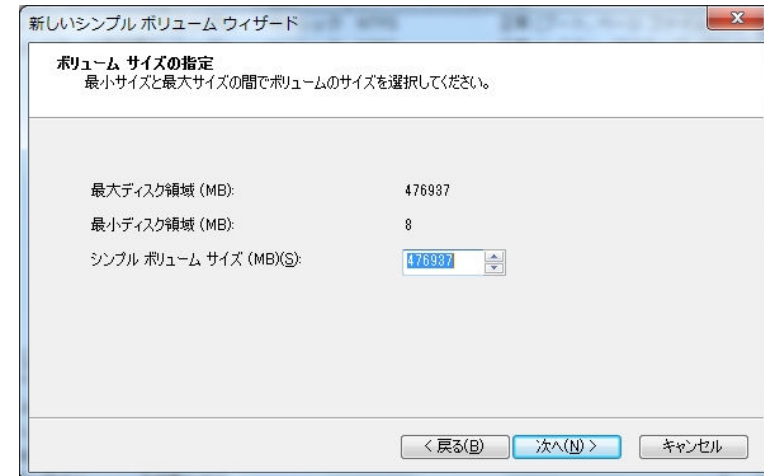 新しいシンプル ボリューム ウィザード
ボリューム サイズの指定
最小サイズと最大サイズの間でボリュームのサイズを選択してください。
最大ディスク領域 (MB): 476937
最小ディスク領域 (MB): 8
シンプル ボリューム サイズ (MB)(S): 476937
< 戻る(B) 次へ(N) > キャンセル